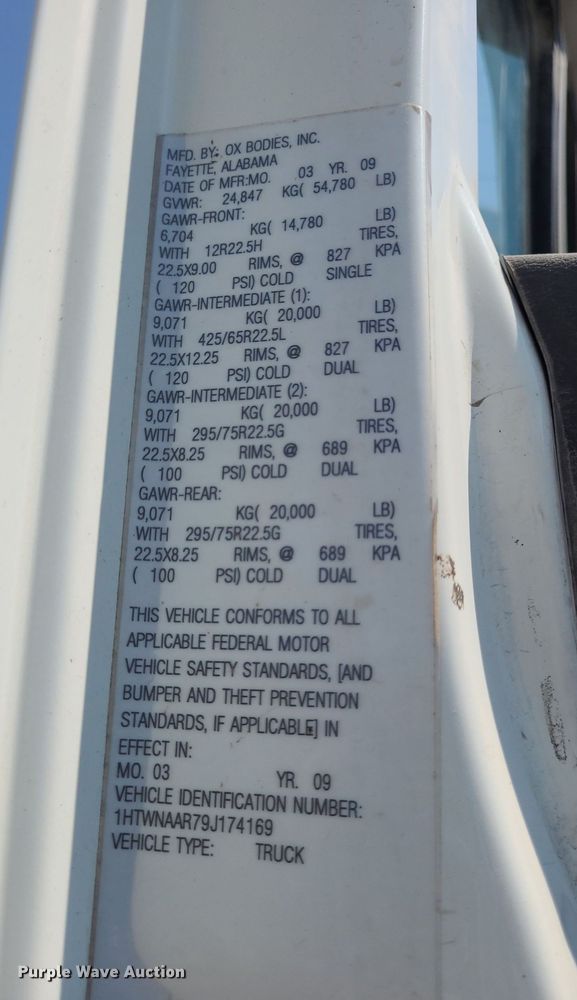 MFD. BY: OX BODIES, INC.
FAYETTE, ALABAMA
DATE OF MFR:MO. 03 YR. 09
GVWR: 24,847 KG( 54,780 LB)
GAWR-FRONT:
6,704 KG( 14,780 LB)
WITH 12R22.5H TIRES,
22.5X9.00 RIMS, @ 827 KPA
( 120 PSI) COLD SINGLE
GAWR-INTERMEDIATE (1):
9,071 KG( 20,000 LB)
WITH 425/65R22.5L TIRES,
22.5X12.25 RIMS, @ 827 KPA
( 120 PSI) COLD DUAL
GAWR-INTERMEDIATE (2):
9,071 KG( 20,000 LB)
WITH 295/75R22.5G TIRES,
22.5X8.25 RIMS, @ 689 KPA
( 100 PSI) COLD DUAL
GAWR-REAR:
9,071 KG( 20,000 LB)
WITH 295/75R22.5G TIRES,
22.5X8.25 RIMS, @ 689 KPA
( 100 PSI) COLD DUAL
THIS VEHICLE CONFORMS TO ALL
APPLICABLE FEDERAL MOTOR
VEHICLE SAFETY STANDARDS, [AND
BUMPER AND THEFT PREVENTION
STANDARDS, IF APPLICABLE] IN
EFFECT IN:
MO. 03 YR. 09
VEHICLE IDENTIFICATION NUMBER:
1HTWNAAR79J174169
VEHICLE TYPE: TRUCK
Purple Wave Auction